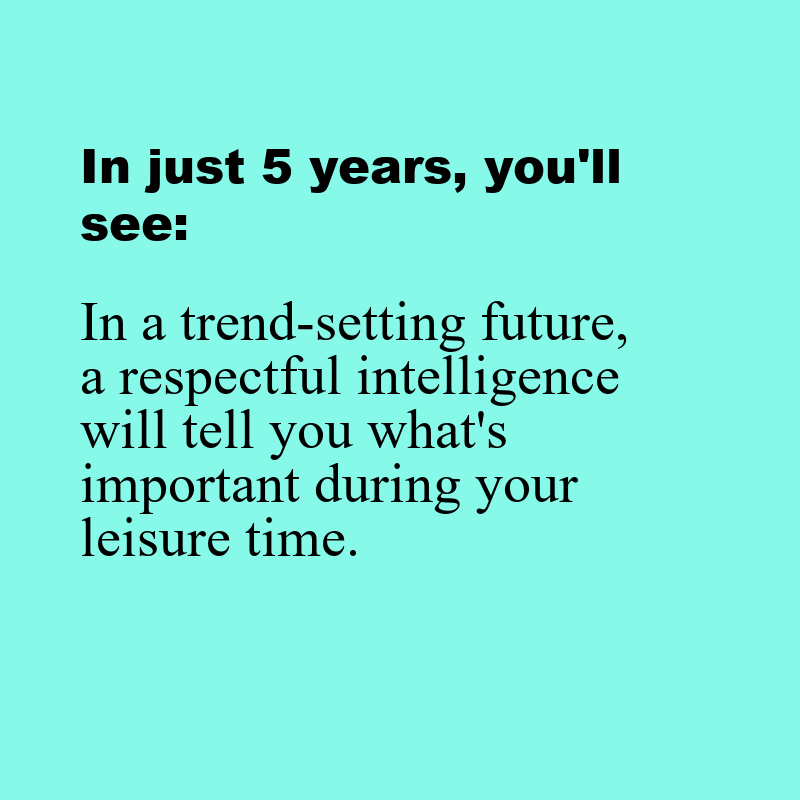 In just 5 years, you'll
see:
In a trend-setting future,
a respectful intelligence
will tell you what's
important during your
leisure time.